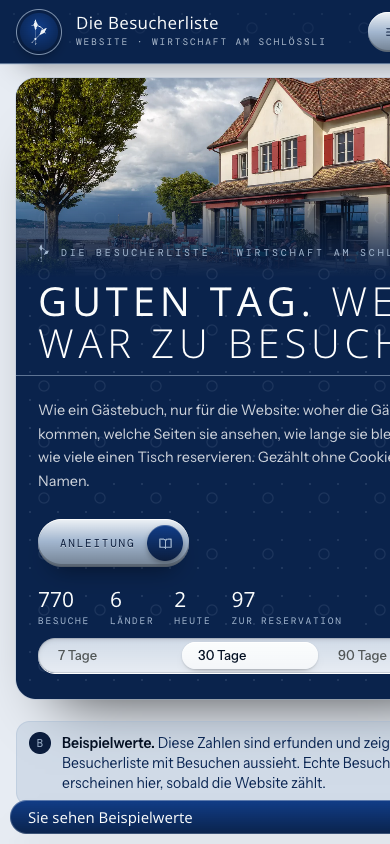 Die Besucherliste
WEBSITE · WIRTSCHAFT AM SCHLÖSSLI
DIE BESUCHERLISTE · WIRTSCHAFT AM SCHL
GUTEN TAG. WE
WAR ZU BESUCH
Wie ein Gästebuch, nur für die Website: woher die Gä
kommen, welche Seiten sie ansehen, wie lange sie ble
wie viele einen Tisch reservieren. Gezählt ohne Cookie
Namen.
ANLEITUNG
770 6 2 97
BESUCHE LÄNDER HEUTE ZUR RESERVATION
7 Tage 30 Tage 90 Tage
B Beispielwerte. Diese Zahlen sind erfunden und zeig
Besucherliste mit Besuchen aussieht. Echte Besuch
erscheinen hier, sobald die Website zählt.
Sie sehen Beispielwerte